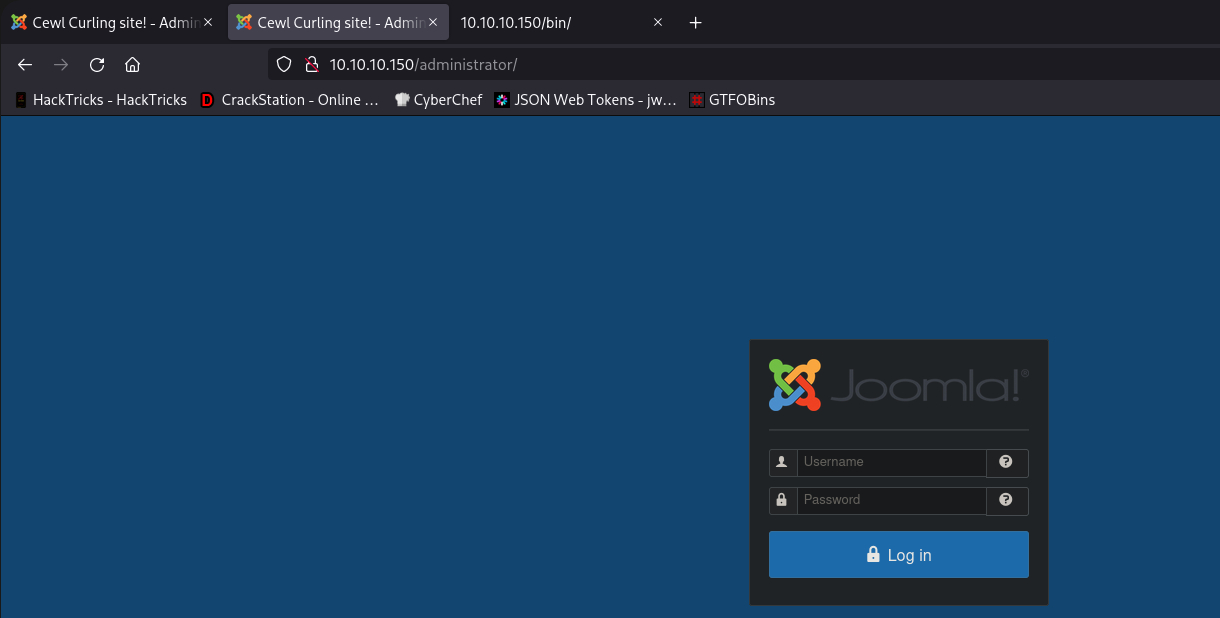 Cewl Curling site! - Admin
Cewl Curling site! - Admin
10.10.10.150/bin/
10.10.10.150/administrator/
HackTricks - HackTricks
CrackStation - Online ...
CyberChef
JSON Web Tokens - jw...
GTFOBins
Joomla!®
Username
Password
Log in